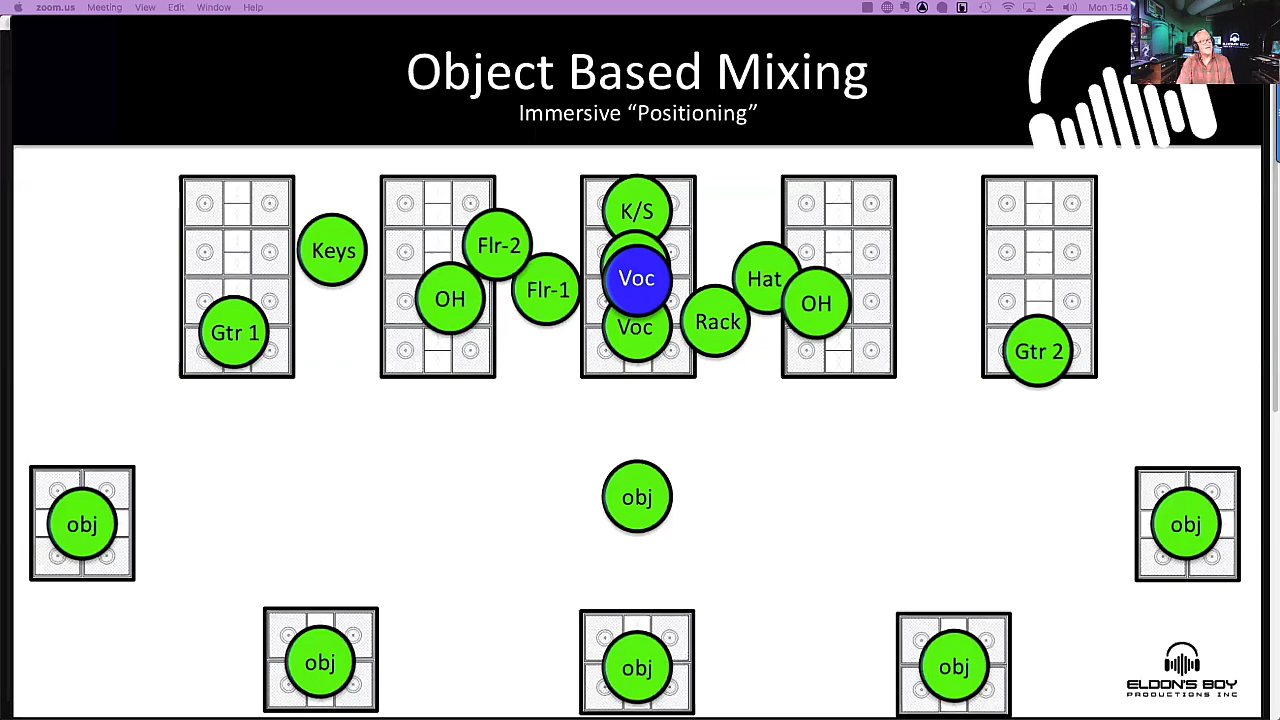 zoom.us Meeting View Edit Window Help Mon 1:54
Object Based Mixing
Immersive “Positioning”
K/S
Keys
Flr-2
Voc
Hat
OH
Flr-1
OH
Gtr 1
Voc
Rack
Gtr 2
obj
obj
obj
obj
obj
obj
ELDON'S BOY
PRODUCTIONS INC